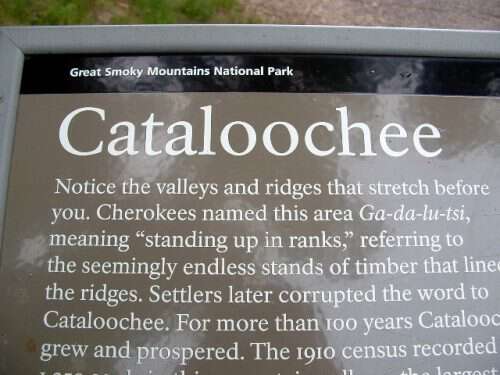 Great Smoky Mountains National Park
Cataloochee
Notice the valleys and ridges that stretch before
you. Cherokees named this area Ga-da-lu-tsi,
meaning “standing up in ranks,” referring to
the seemingly endless stands of timber that line
the ridges. Settlers later corrupted the word to
Cataloochee. For more than 100 years Catalooc
grew and prospered. The 1910 census recorded
the largest